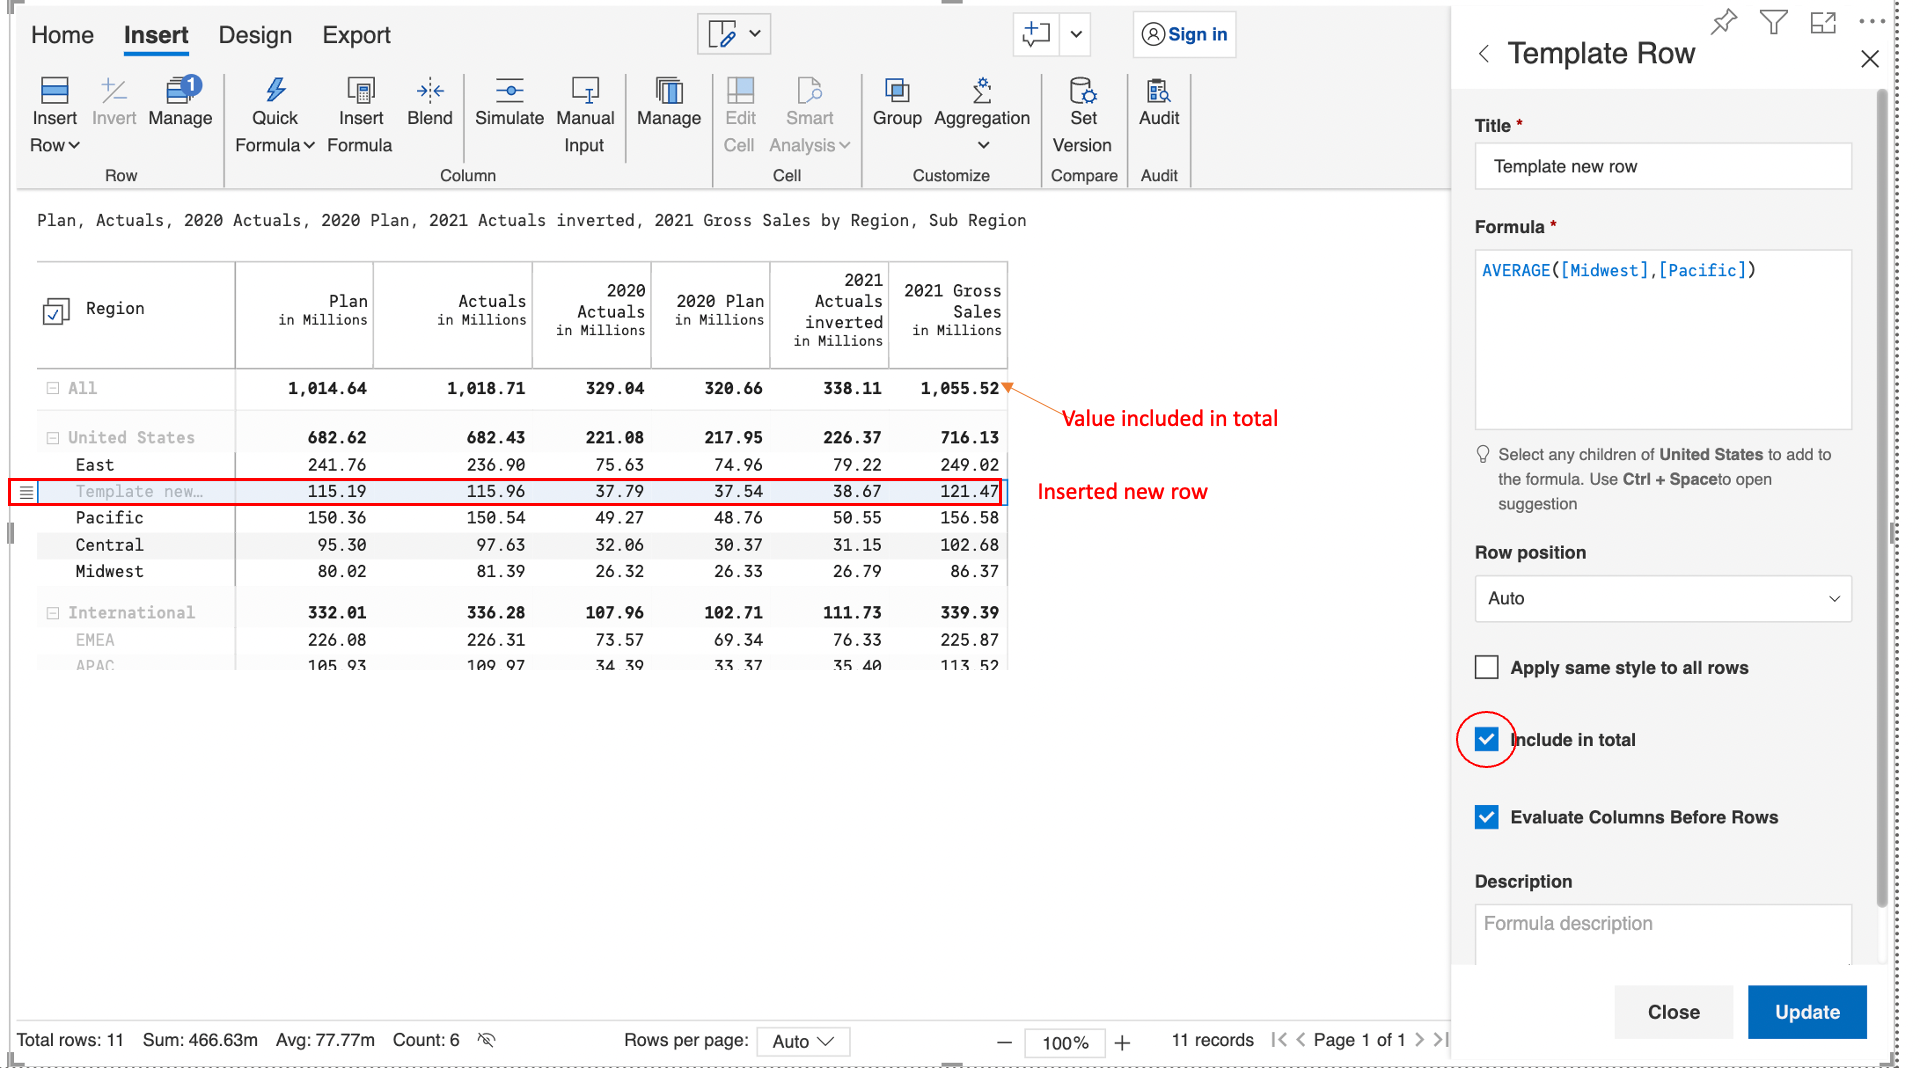 Home Insert Design Export
Sign in
Insert Row
Invert
Manage 1
Quick Formula
Insert Formula
Blend
Simulate
Manual Input
Manage
Edit Cell
Smart Analysis
Group
Aggregation
Set Version
Audit
Row Column Cell Customize Compare Audit
Plan, Actuals, 2020 Actuals, 2020 Plan, 2021 Actuals inverted, 2021 Gross Sales by Region, Sub Region
Region
Plan in Millions
Actuals in Millions
2020 Actuals in Millions
2020 Plan in Millions
2021 Actuals inverted in Millions
2021 Gross Sales in Millions
All 1,014.64 1,018.71 329.04 320.66 338.11 1,055.52
Value included in total
United States 682.62 682.43 221.08 217.95 226.37 716.13
East 241.76 236.90 75.63 74.96 79.22 249.02
Template new… 115.19 115.96 37.79 37.54 38.67 121.47
Inserted new row
Pacific 150.36 150.54 49.27 48.76 50.55 156.58
Central 95.30 97.63 32.06 30.37 31.15 102.68
Midwest 80.02 81.39 26.32 26.33 26.79 86.37
International 332.01 336.28 107.96 102.71 111.73 339.39
EMEA 226.08 226.31 73.57 69.34 76.33 225.87
APAC 105.93 109.97 34.39 33.37 35.40 113.52
Total rows: 11 Sum: 466.63m Avg: 77.77m Count: 6
Rows per page: Auto
100%
11 records
Page 1 of 1
Template Row
Title *
Template new row
Formula *
AVERAGE([Midwest],[Pacific])
Select any children of United States to add to
the formula. Use Ctrl + Spaceto open
suggestion
Row position
Auto
Apply same style to all rows
Include in total
Evaluate Columns Before Rows
Description
Formula description
Close
Update